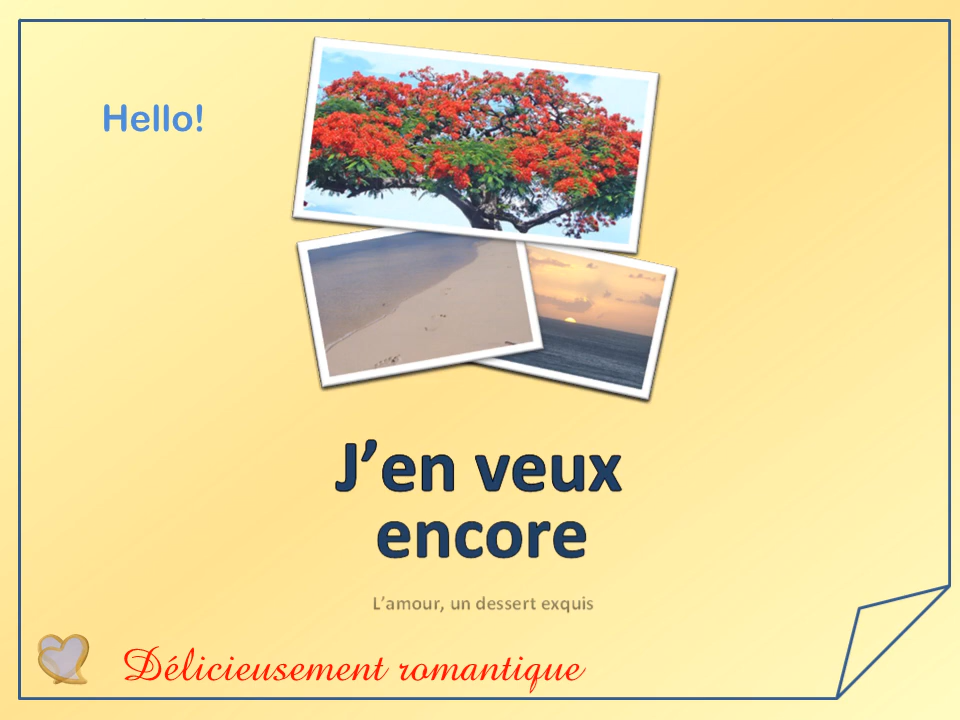 Hello!
J’en veux
encore
L’amour, un dessert exquis
Délicieusement romantique